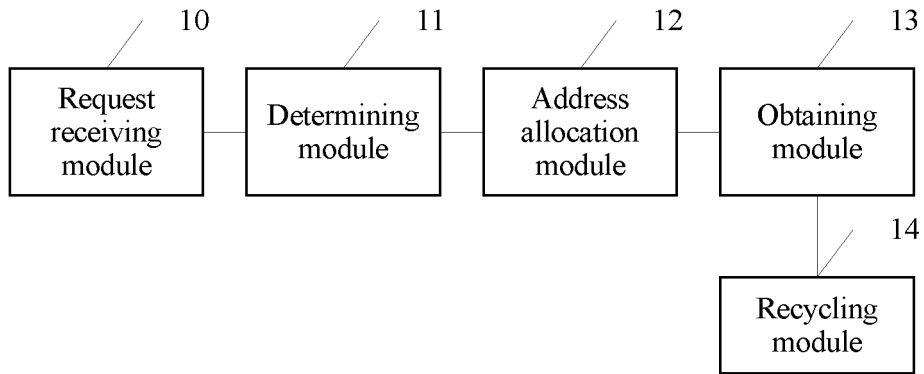 10
11
12
13
Request
receiving
module
Determining
module
Address
allocation
module
Obtaining
module
14
Recycling
module